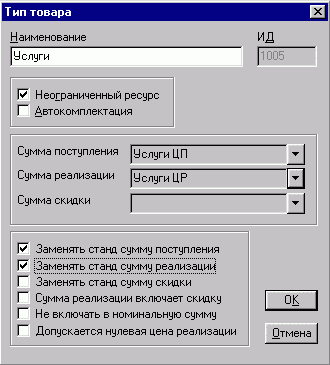 Тип товара
Наименование ИД
Услуги 1005
Неограниченный ресурс
Автокомплектация
Сумма поступления Услуги ЦП
Сумма реализации Услуги ЦР
Сумма скидки
Заменять станд сумму поступления
Заменять станд сумму реализации
Заменять станд сумму скидки
Сумма реализации включает скидку
Не включать в номинальную сумму
Допускается нулевая цена реализации
OK
Отмена